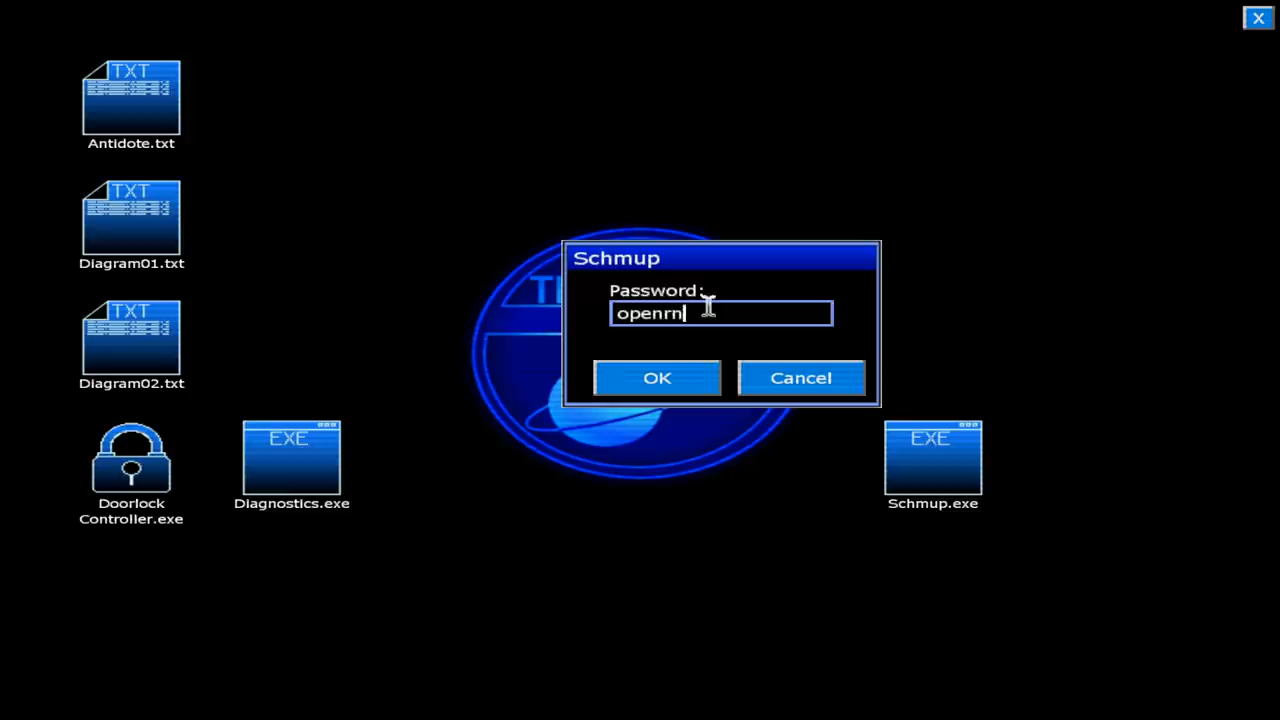 X
TXT
Antidote.txt
TXT
Diagram01.txt
TXT
Diagram02.txt
Schmup
Password:
openrn
OK
Cancel
Doorlock
Controller.exe
EXE
Diagnostics.exe
EXE
Schmup.exe